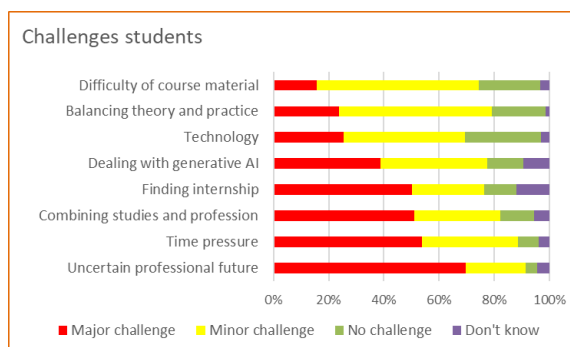 Challenges students
Difficulty of course material
Balancing theory and practice
Technology
Dealing with generative AI
Finding internship
Combining studies and profession
Time pressure
Uncertain professional future
0% 20% 40% 60% 80% 100%
Major challenge Minor challenge No challenge Don't know